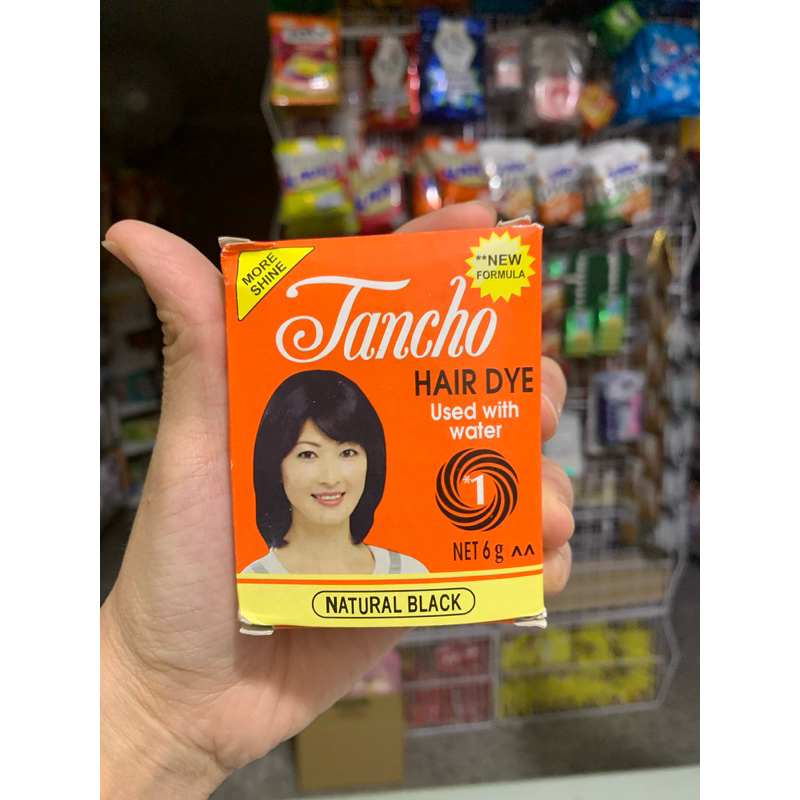 MORE
SHINE
**NEW
FORMULA
Tancho
HAIR DYE
Used with
water
*1
NET 6 g ^^
NATURAL BLACK